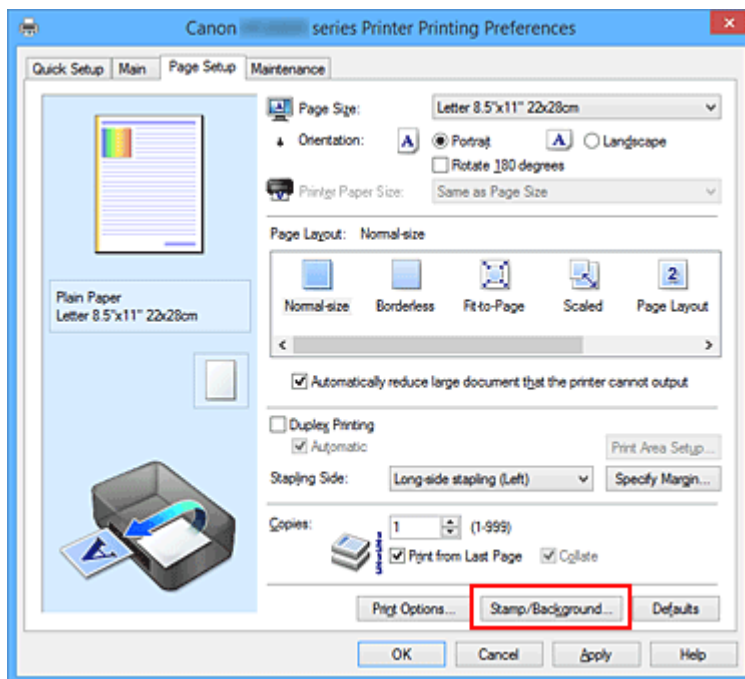 Canon series Printer Printing Preferences
Quick Setup Main Page Setup Maintenance
Page Size: Letter 8.5"x11" 22x28cm
Orientation: A Portrait A Landscape
Rotate 180 degrees
Printer Paper Size: Same as Page Size
Page Layout: Normal-size
2
Normal-size Borderless Fit-to-Page Scaled Page Layout
Plain Paper
Letter 8.5"x11" 22x28cm
Automatically reduce large document that the printer cannot output
Duplex Printing
Automatic Print Area Setup...
Stapling Side: Long-side stapling (Left) Specify Margin...
Copies: 1 (1-999)
Print from Last Page Collate
A
Print Options... Stamp/Background... Defaults
OK Cancel Apply Help